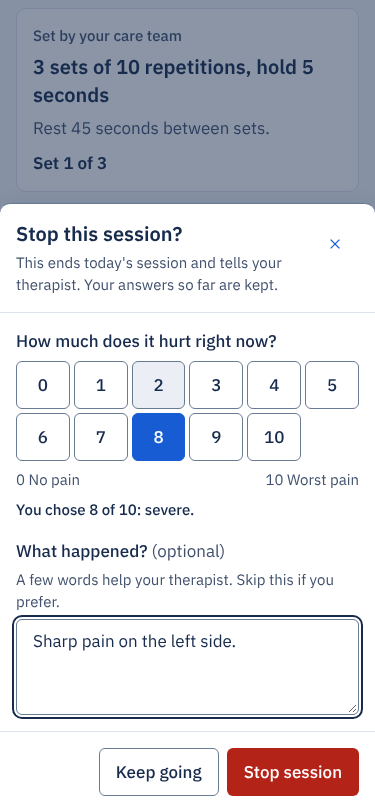 Set by your care team
3 sets of 10 repetitions, hold 5
seconds
Rest 45 seconds between sets.
Set 1 of 3
Stop this session?
This ends today's session and tells your
therapist. Your answers so far are kept.
How much does it hurt right now?
0 1 2 3 4 5
6 7 8 9 10
0 No pain 10 Worst pain
You chose 8 of 10: severe.
What happened? (optional)
A few words help your therapist. Skip this if you
prefer.
Sharp pain on the left side.
Keep going Stop session